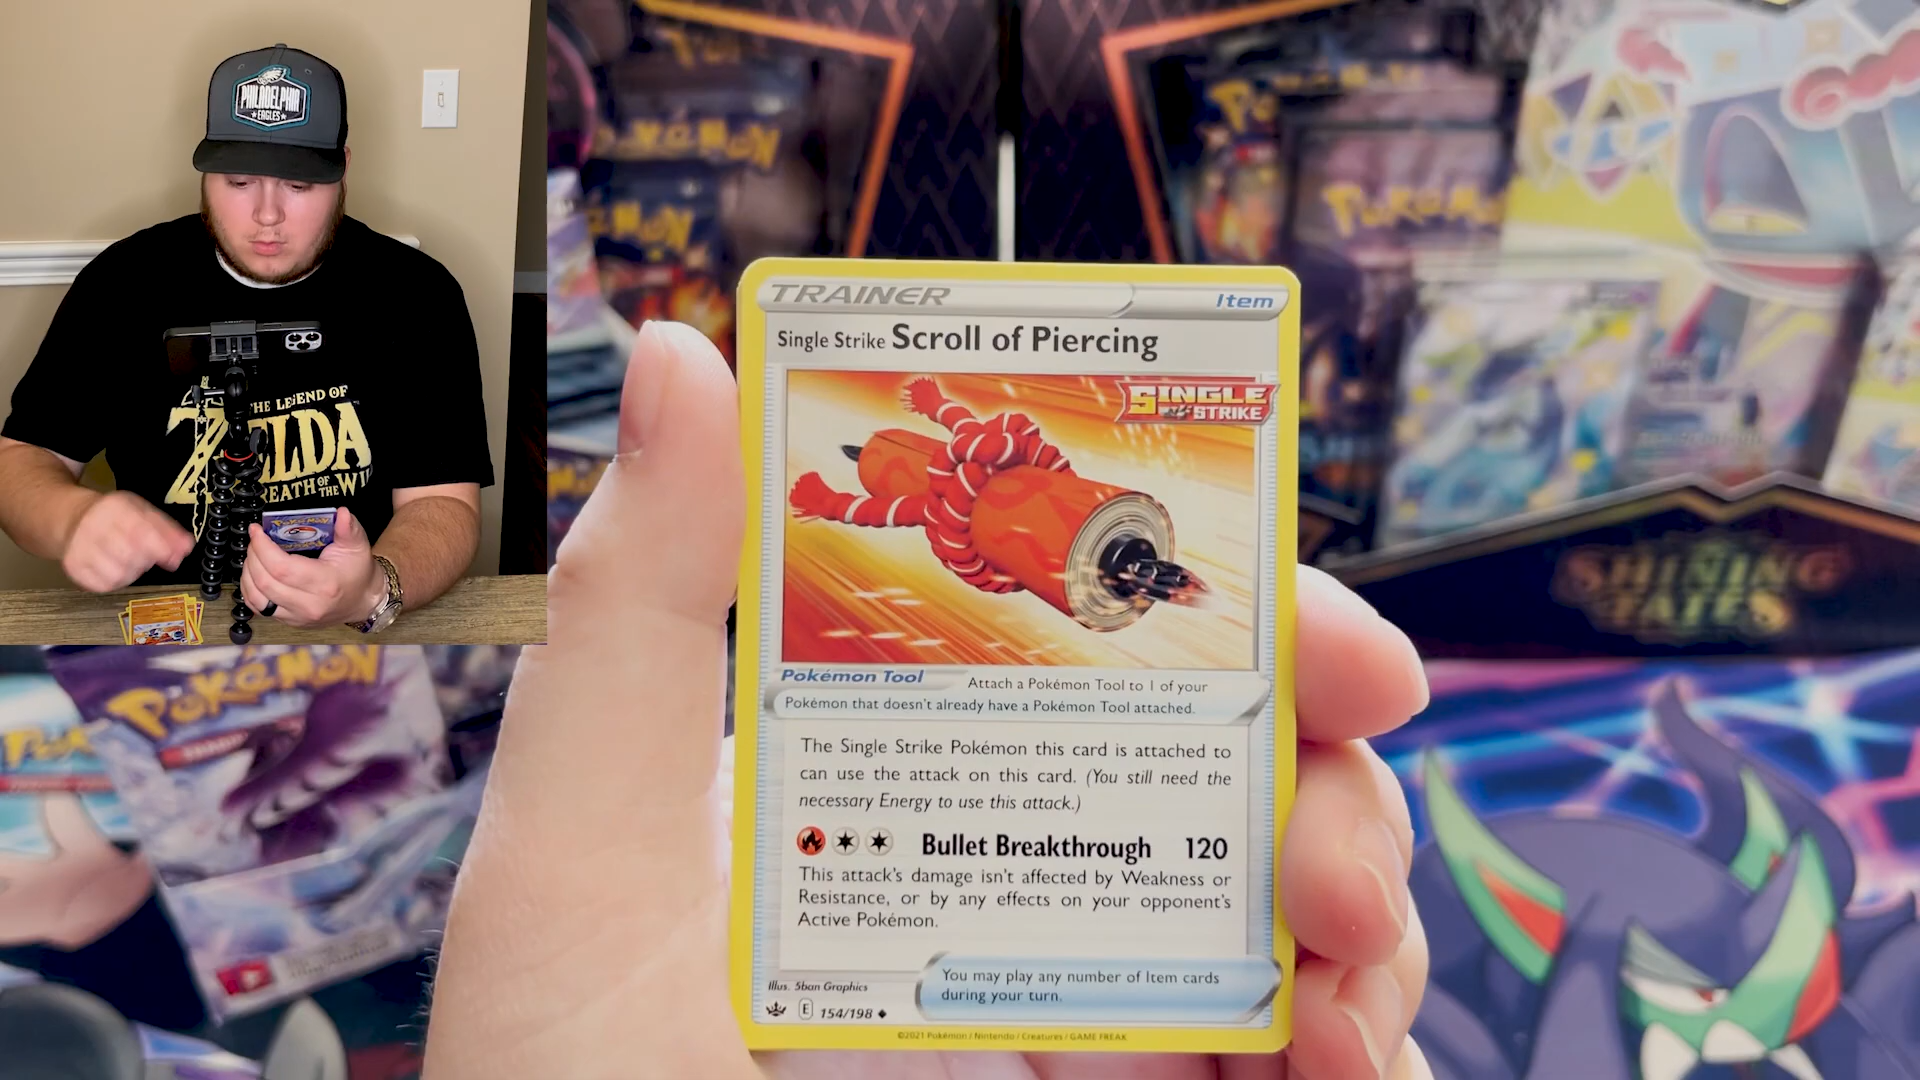 PHILADELPHIA
EAGLES
THE LEGEND OF
ZELDA
BREATH OF THE WI
POKéMON
POKéMON
POKéMON
SHINING
TALES
TRAINER
Item
Single Strike Scroll of Piercing
SINGLE
STRIKE
Pokémon Tool
Attach a Pokémon Tool to 1 of your
Pokémon that doesn't already have a Pokémon Tool attached.
The Single Strike Pokémon this card is attached to
can use the attack on this card. (You still need the
necessary Energy to use this attack.)
Bullet Breakthrough 120
This attack's damage isn't affected by Weakness or
Resistance, or by any effects on your opponent's
Active Pokémon.
You may play any number of Item cards
during your turn.
Illus. 5ban Graphics
E 154/198
©2021 Pokémon / Nintendo / Creatures / GAME FREAK